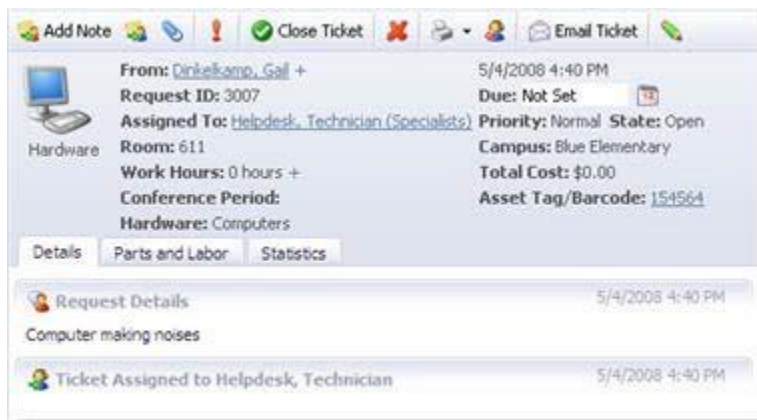 Add Note Close Ticket Email Ticket
From: Dinkelkamp, Gail + 5/4/2008 4:40 PM
Request ID: 3007 Due: Not Set
Assigned To: Helpdesk, Technician (Specialists) Priority: Normal State: Open
Hardware Room: 611 Campus: Blue Elementary
Work Hours: 0 hours + Total Cost: $0.00
Conference Period: Asset Tag/Barcode: 154564
Hardware: Computers
Details Parts and Labor Statistics
Request Details 5/4/2008 4:40 PM
Computer making noises
Ticket Assigned to Helpdesk, Technician 5/4/2008 4:40 PM